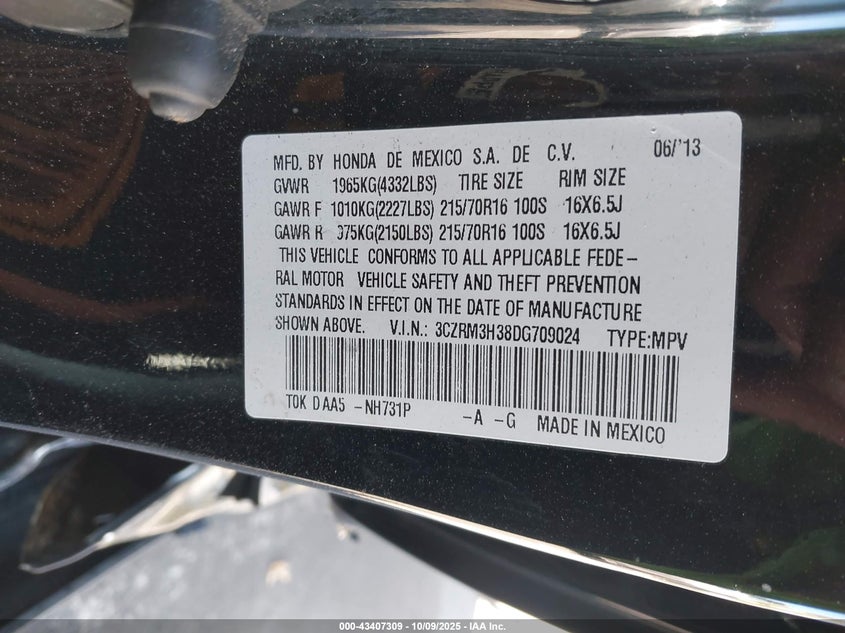 MFD. BY HONDA DE MEXICO S.A. DE C.V. 06/'13
GVWR 1965KG(4332LBS) TIRE SIZE RIM SIZE
GAWR F 1010KG(2227LBS) 215/70R16 100S 16X6.5J
GAWR R 975KG(2150LBS) 215/70R16 100S 16X6.5J
THIS VEHICLE CONFORMS TO ALL APPLICABLE FEDE-
RAL MOTOR VEHICLE SAFETY AND THEFT PREVENTION
STANDARDS IN EFFECT ON THE DATE OF MANUFACTURE
SHOWN ABOVE. V.I.N.: 3CZRM3H38DG709024 TYPE:MPV
T0K D AA5 -NH731P -A -G MADE IN MEXICO
000-43407309 - 10/09/2025 - IAA Inc.